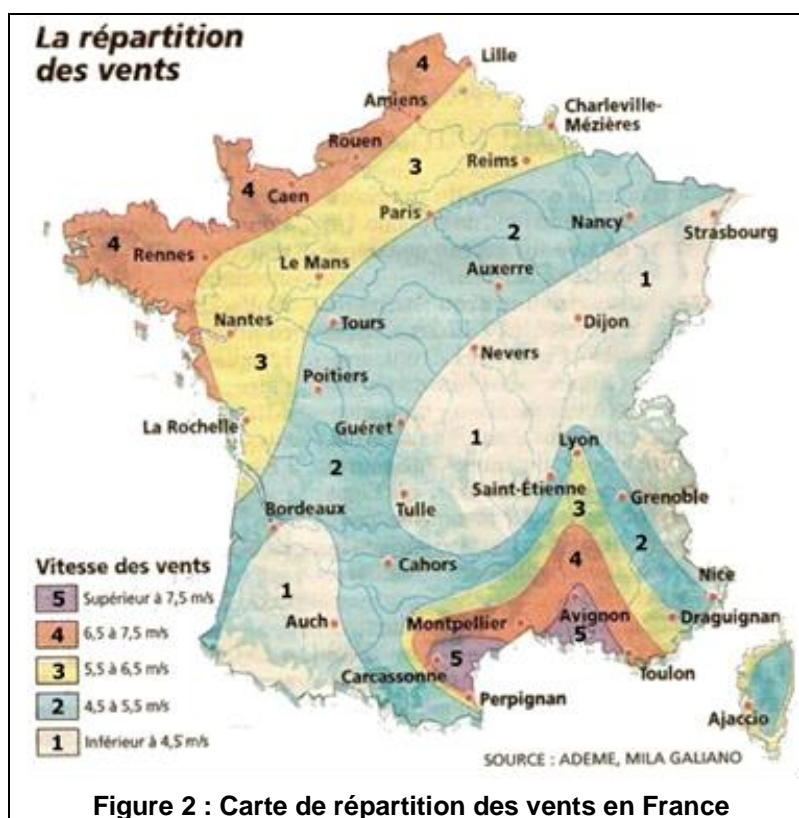 La répartition
des vents
4
Lille
Amiens
Charleville-
Mézières
Rouen
3
Reims
4
Caen
Paris
Nancy
Strasbourg
4
Rennes
2
Le Mans
Auxerre
1
Nantes
Tours
Dijon
Nevers
3
Poitiers
La Rochelle
Guéret
1
Lyon
2
Saint-Étienne
Grenoble
Tulle
3
Bordeaux
2
4
Cahors
Nice
1
Auch
Montpellier
Avignon
Draguignan
5
Carcassonne
5
Toulon
Perpignan
Ajaccio
Vitesse des vents
5 Supérieur à 7,5 m/s
4 6,5 à 7,5 m/s
3 5,5 à 6,5 m/s
2 4,5 à 5,5 m/s
1 Inférieur à 4,5 m/s
SOURCE : ADEME, MILA GALIANO
Figure 2 : Carte de répartition des vents en France